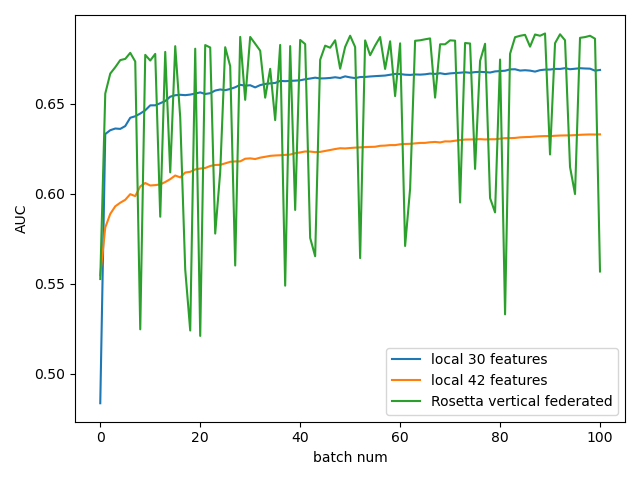 AUC
0.65
0.60
0.55
0.50
local 30 features
local 42 features
Rosetta vertical federated
0 20 40 60 80 100
batch num